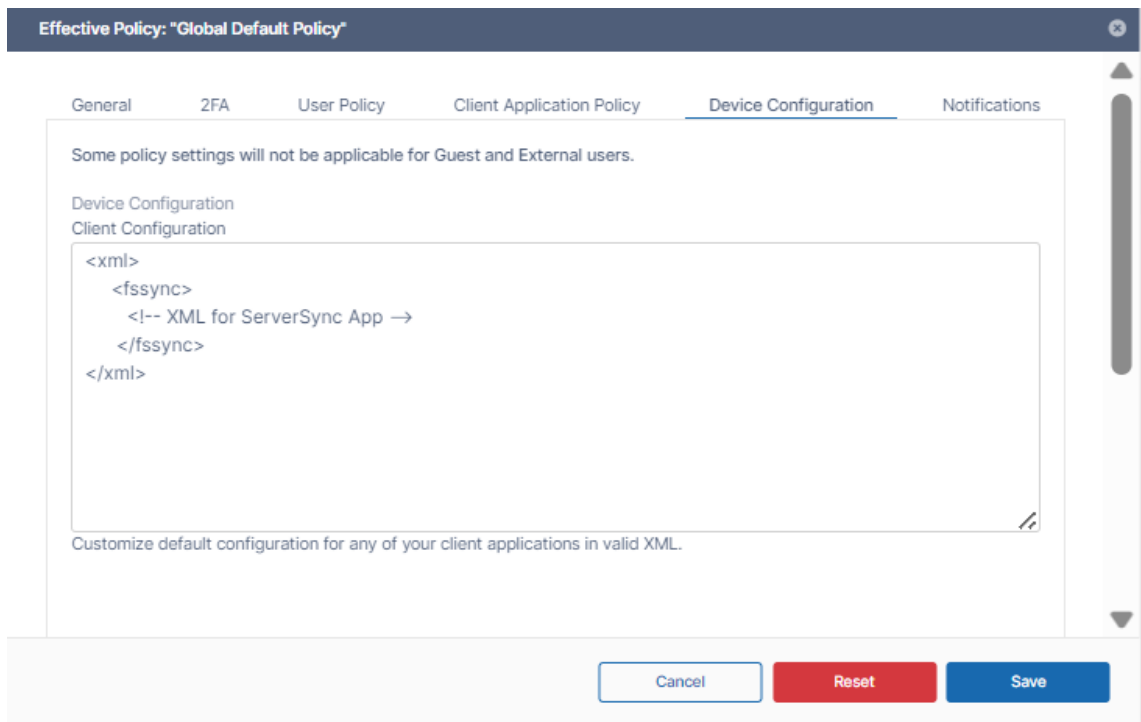 Effective Policy: "Global Default Policy"
General 2FA User Policy Client Application Policy Device Configuration Notifications
Some policy settings will not be applicable for Guest and External users.
Device Configuration
Client Configuration
<xml>
<fssync>
<!-- XML for ServerSync App -->
</fssync>
</xml>
Customize default configuration for any of your client applications in valid XML.
Cancel Reset Save